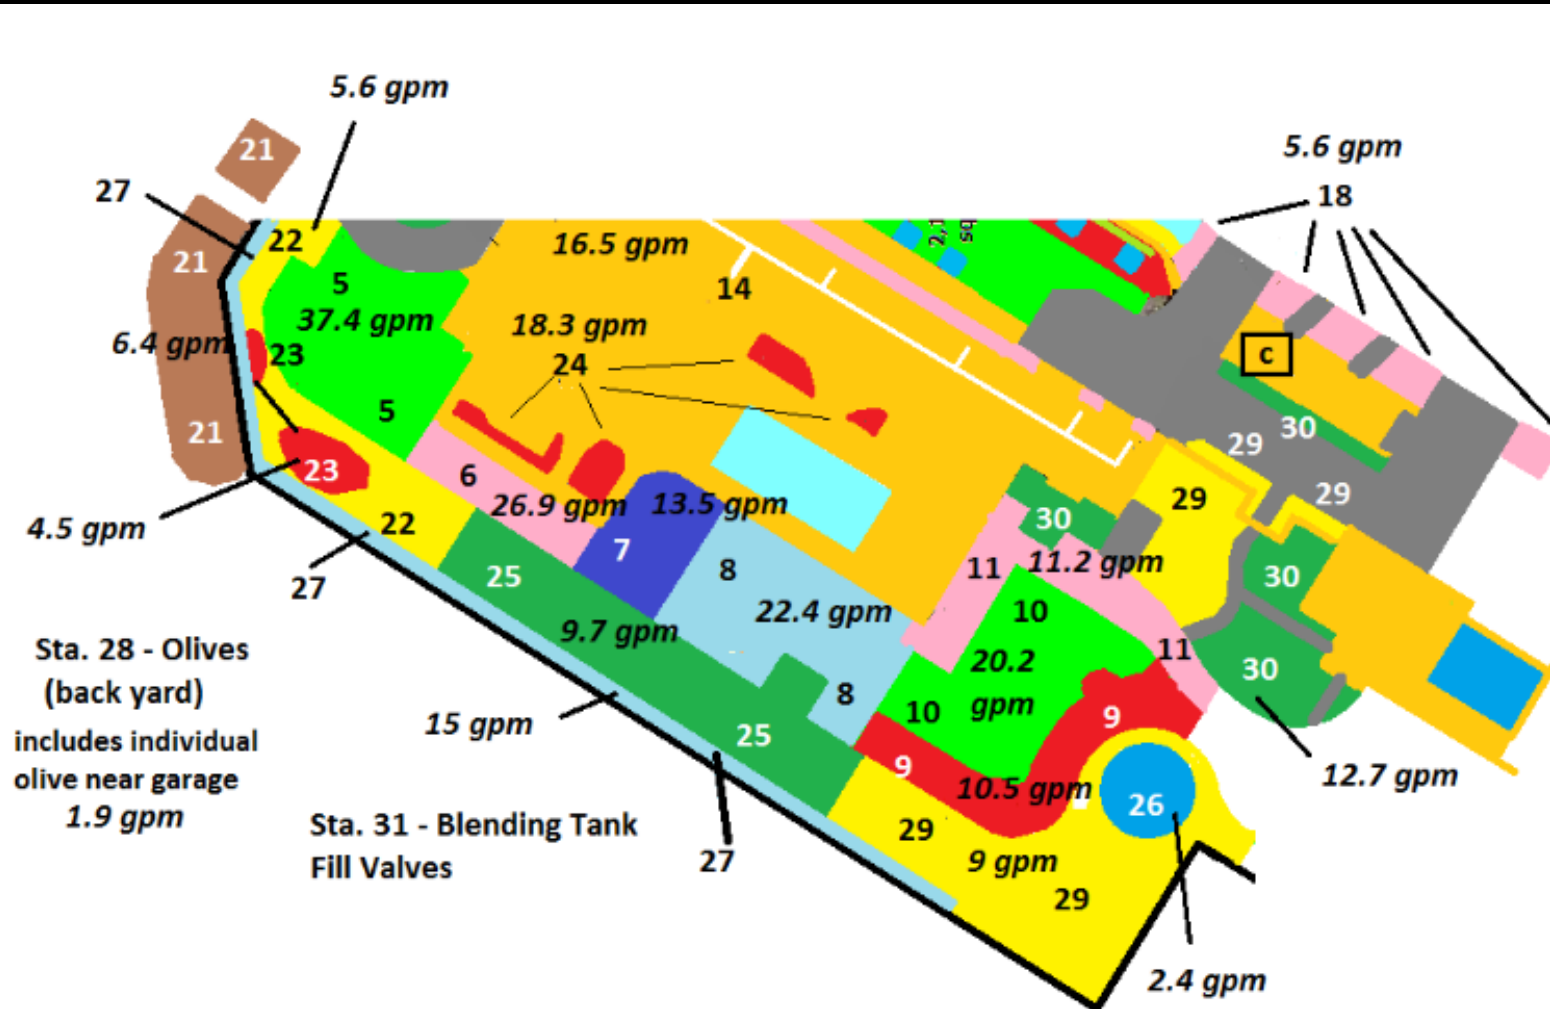 5.6 gpm
21
5.6 gpm
27
18
22
16.5 gpm
2,1
sq
21
5
14
37.4 gpm
18.3 gpm
6.4 gpm
23
24
c
5
21
29
30
23
6
29
29
26.9 gpm
13.5 gpm
30
4.5 gpm
22
7
11
11.2 gpm
8
25
30
27
10
22.4 gpm
9.7 gpm
Sta. 28 - Olives
(back yard)
11
20.2
gpm
30
8
10
9
15 gpm
25
includes individual
olive near garage
1.9 gpm
9
10.5 gpm
12.7 gpm
26
Sta. 31 - Blending Tank
Fill Valves
29
27
9 gpm
29
2.4 gpm